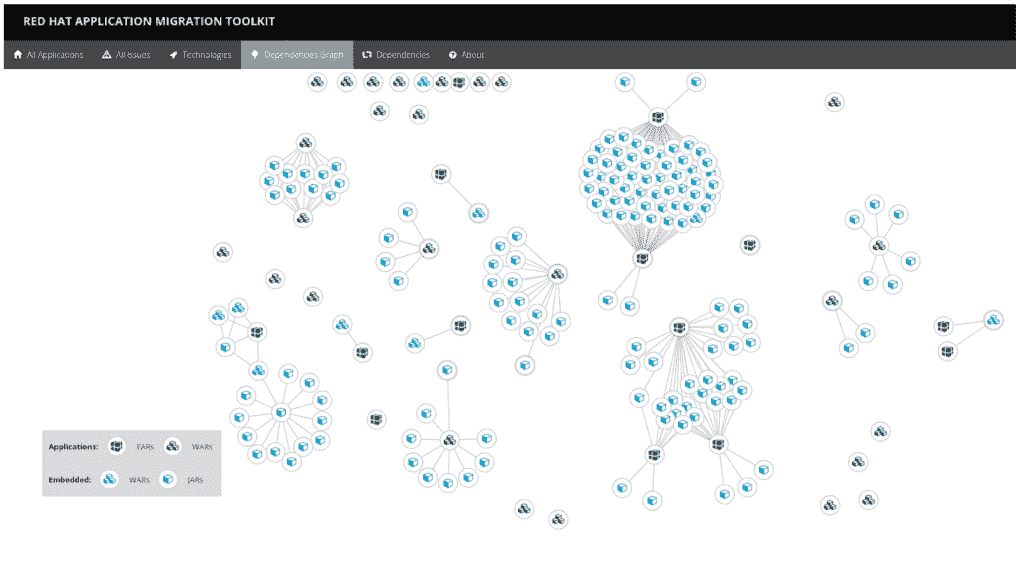 RED HAT APPLICATION MIGRATION TOOLKIT
All Applications All Issues Technologies Dependencies Graph Dependencies About
Applications: EARs WARs
Embedded: WARs JARs